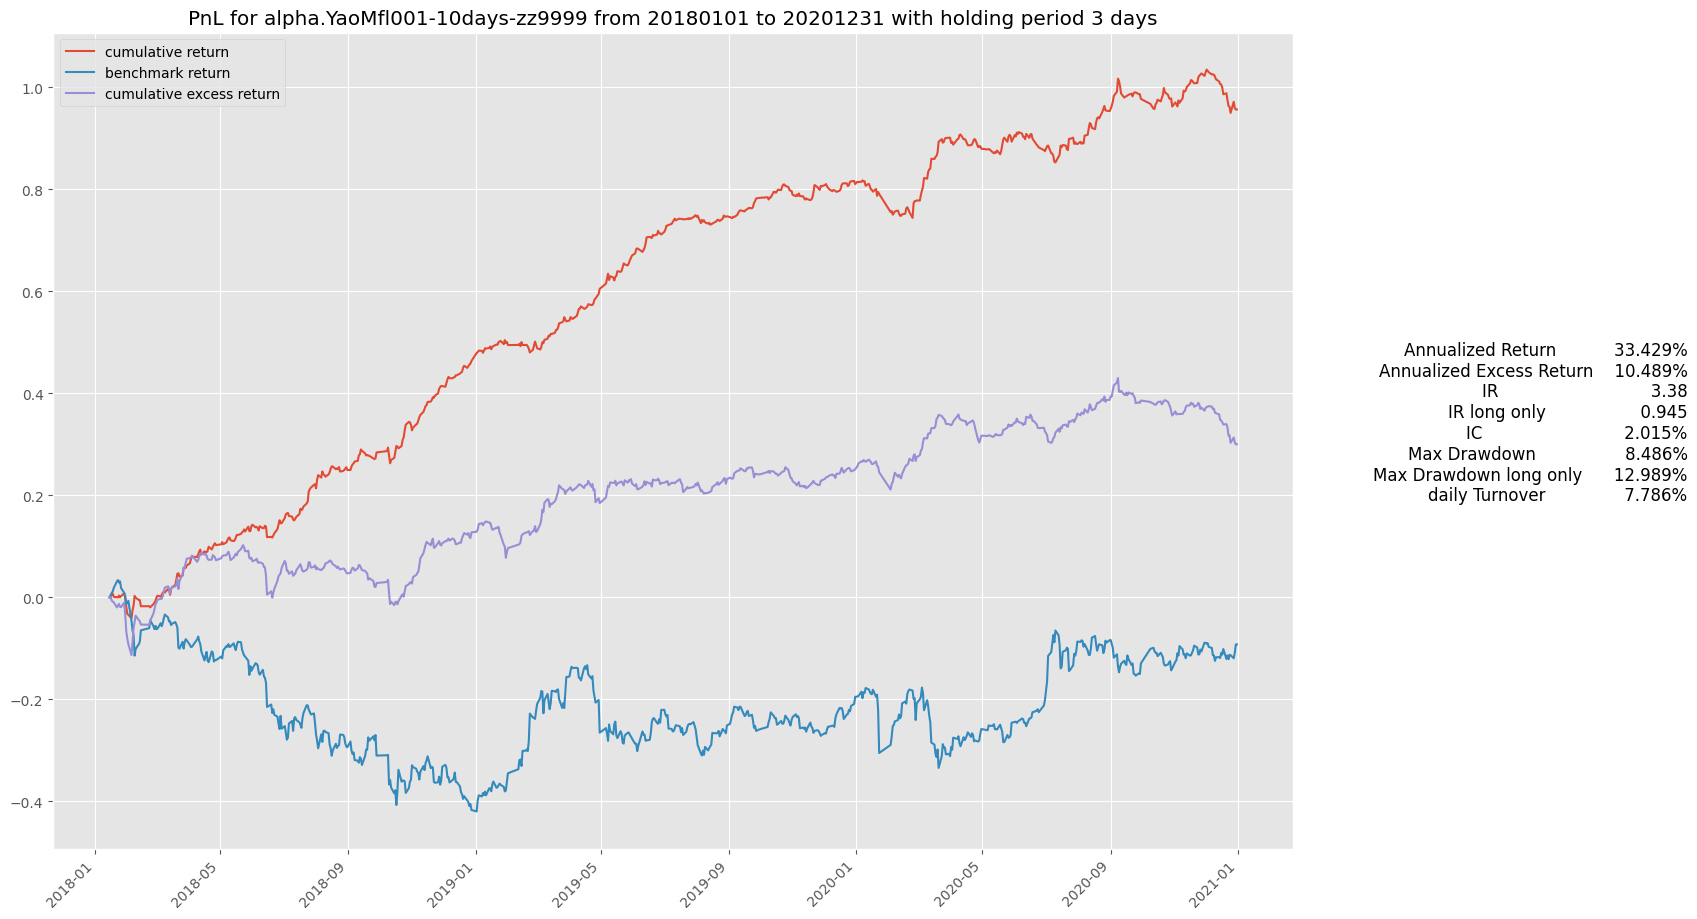 PnL for alpha.YaoMfl001-10days-zz9999 from 20180101 to 20201231 with holding period 3 days
cumulative return
benchmark return
cumulative excess return
1.0
0.8
0.6
0.4
0.2
0.0
−0.2
−0.4
2018-01
2018-05
2018-09
2019-01
2019-05
2019-09
2020-01
2020-05
2020-09
2021-01
Annualized Return 33.429%
Annualized Excess Return 10.489%
IR 3.38
IR long only 0.945
IC 2.015%
Max Drawdown 8.486%
Max Drawdown long only 12.989%
daily Turnover 7.786%